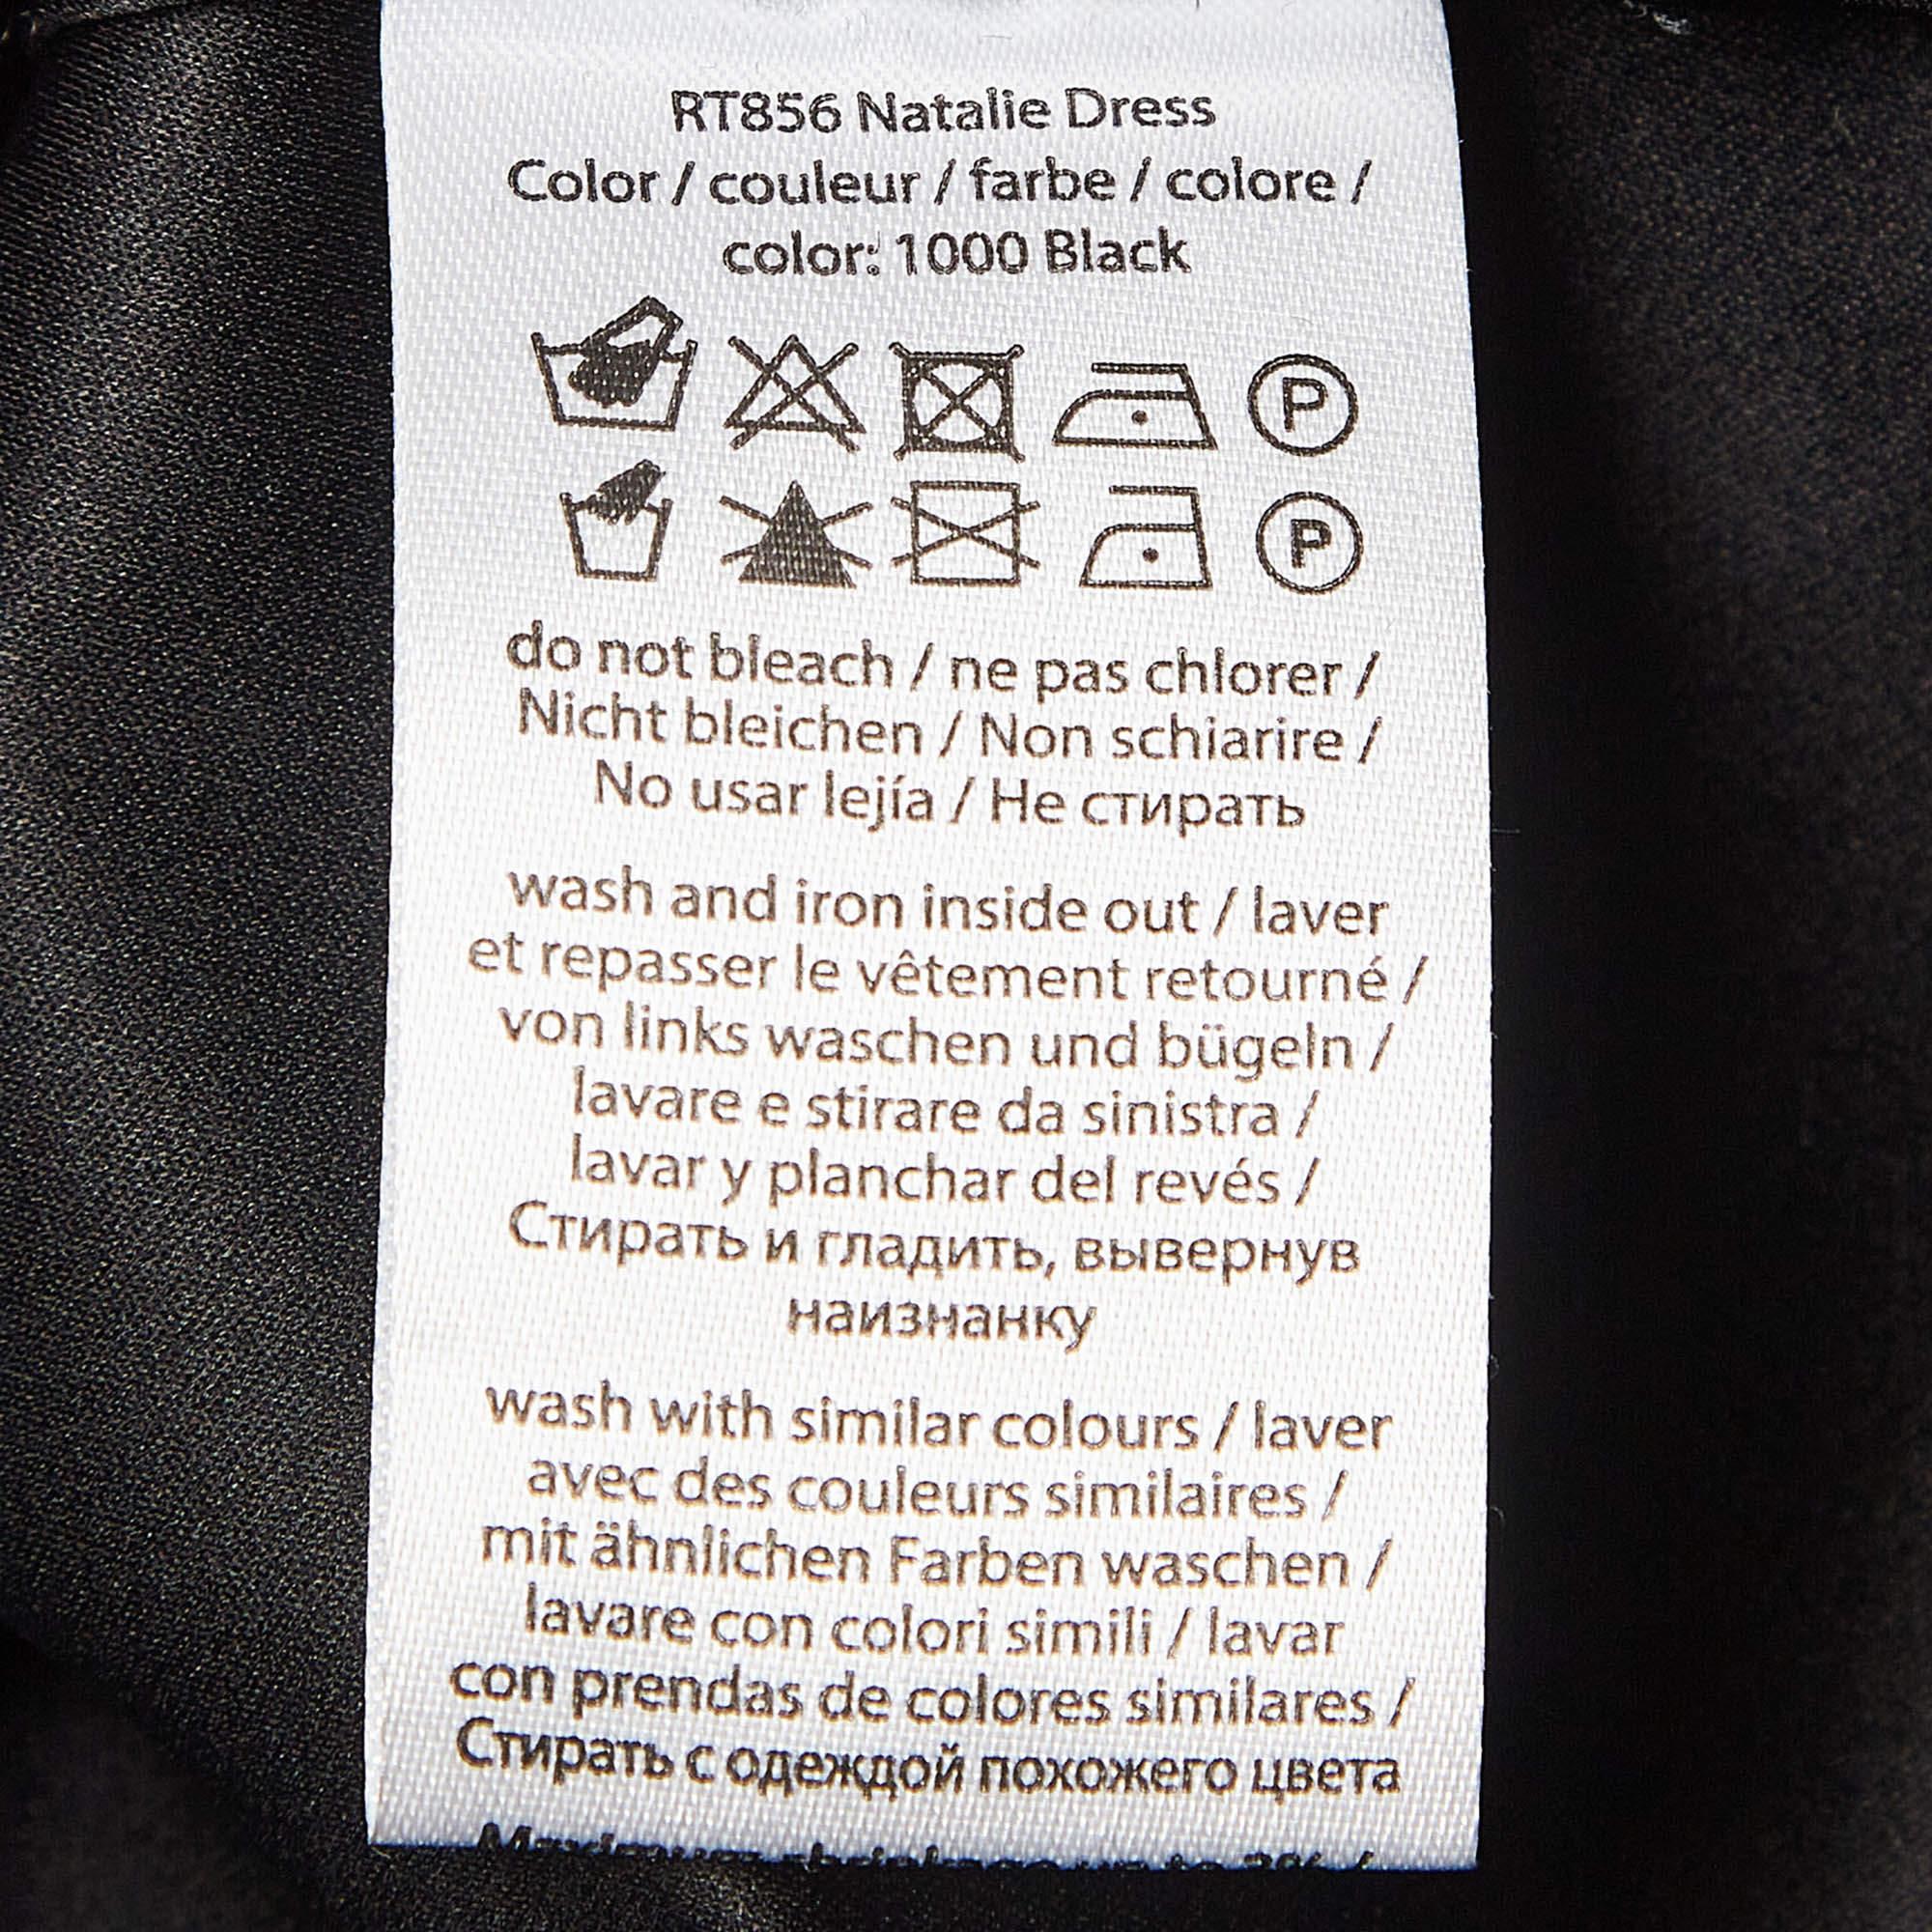 RT856 Natalie Dress
Color / couleur / farbe / colore /
color: 1000 Black
P
P
do not bleach / ne pas chlorer /
Nicht bleichen / Non schiarire /
No usar lejía / Не стирать
wash and iron inside out / laver
et repasser le vêtement retourné /
von links waschen und bügeln /
lavare e stirare da sinistra /
lavar y planchar del revés /
Стирать и гладить, вывернув
наизнанку
wash with similar colours / laver
avec des couleurs similaires /
mit ähnlichen Farben waschen /
lavare con colori simili / lavar
con prendas de colores similares /
Стирать с одеждой похожего цвета